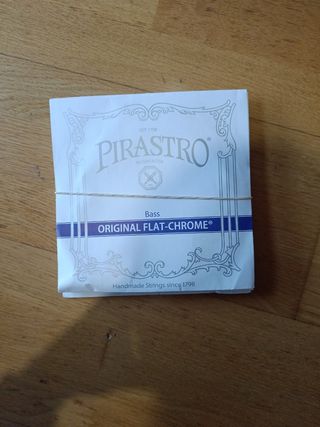 PIRASTRO®
Bass
ORIGINAL FLAT-CHROME®
Handmade Strings since 1798